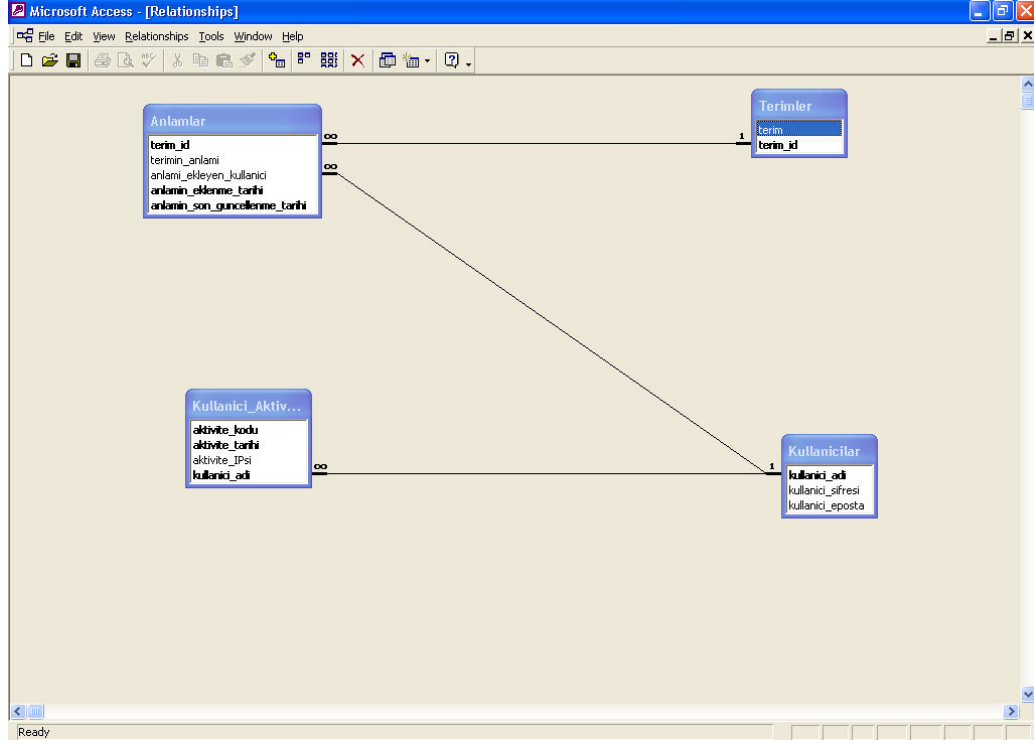 Microsoft Access - [Relationships]
File Edit View Relationships Tools Window Help
Anlamlar
terim_id
terimin_anlami
anlami_ekleyen_kullanici
anlamin_eklenme_tarihi
anlamin_son_guncellenme_tarihi
∞
∞
1
Terimler
terim
terim_id
Kullanici_Aktiv...
aktivite_kodu
aktivite_tarihi
aktivite_IPsi
kullanici_adi
∞
1
Kullanicilar
kullanici_adi
kullanici_sifresi
kullanici_eposta
Ready